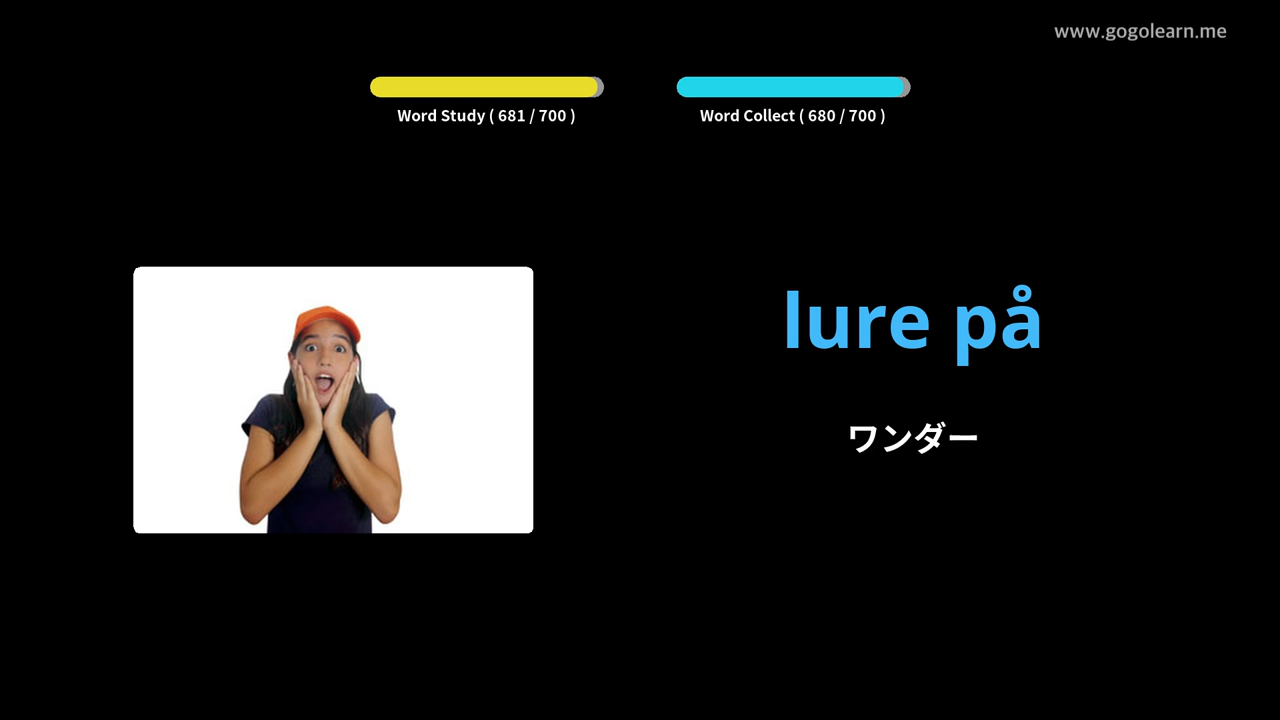 www.gogolearn.me
Word Study ( 681 / 700 )
Word Collect ( 680 / 700 )
lure på
ワンダー